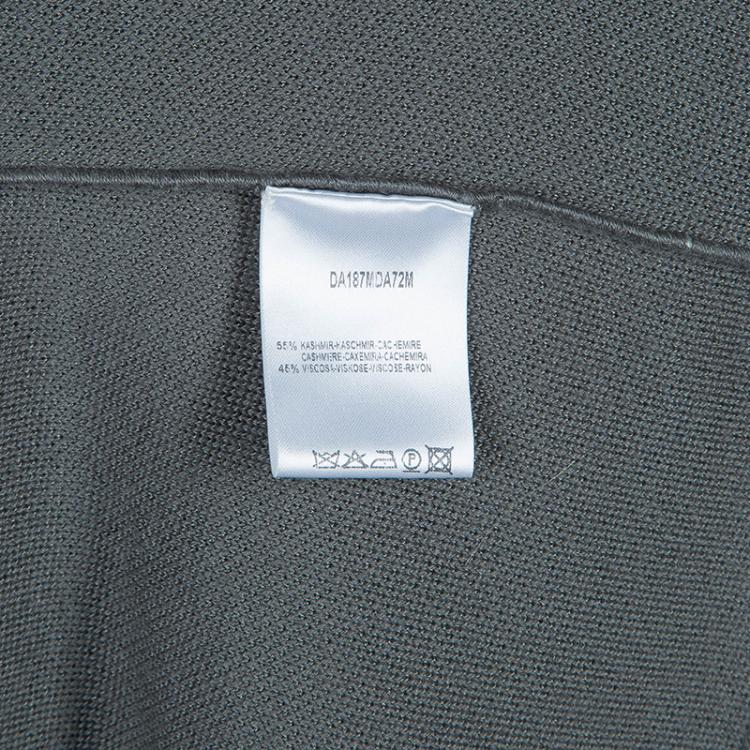 DA187MDA72M
55% KASHMIR-KASCHMIR-CACHEMIRE
CASHMERE-CAXEMIRA-CACHEMIRA
45% VISCOSA-VISKOSE-VISCOSE-RAYON
P